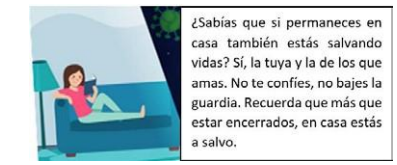 ¿Sabías que si permaneces en
casa también estás salvando
vidas? Sí, la tuya y la de los que
amas. No te confíes, no bajes la
guardia. Recuerda que más que
estar encerrados, en casa estás
a salvo.